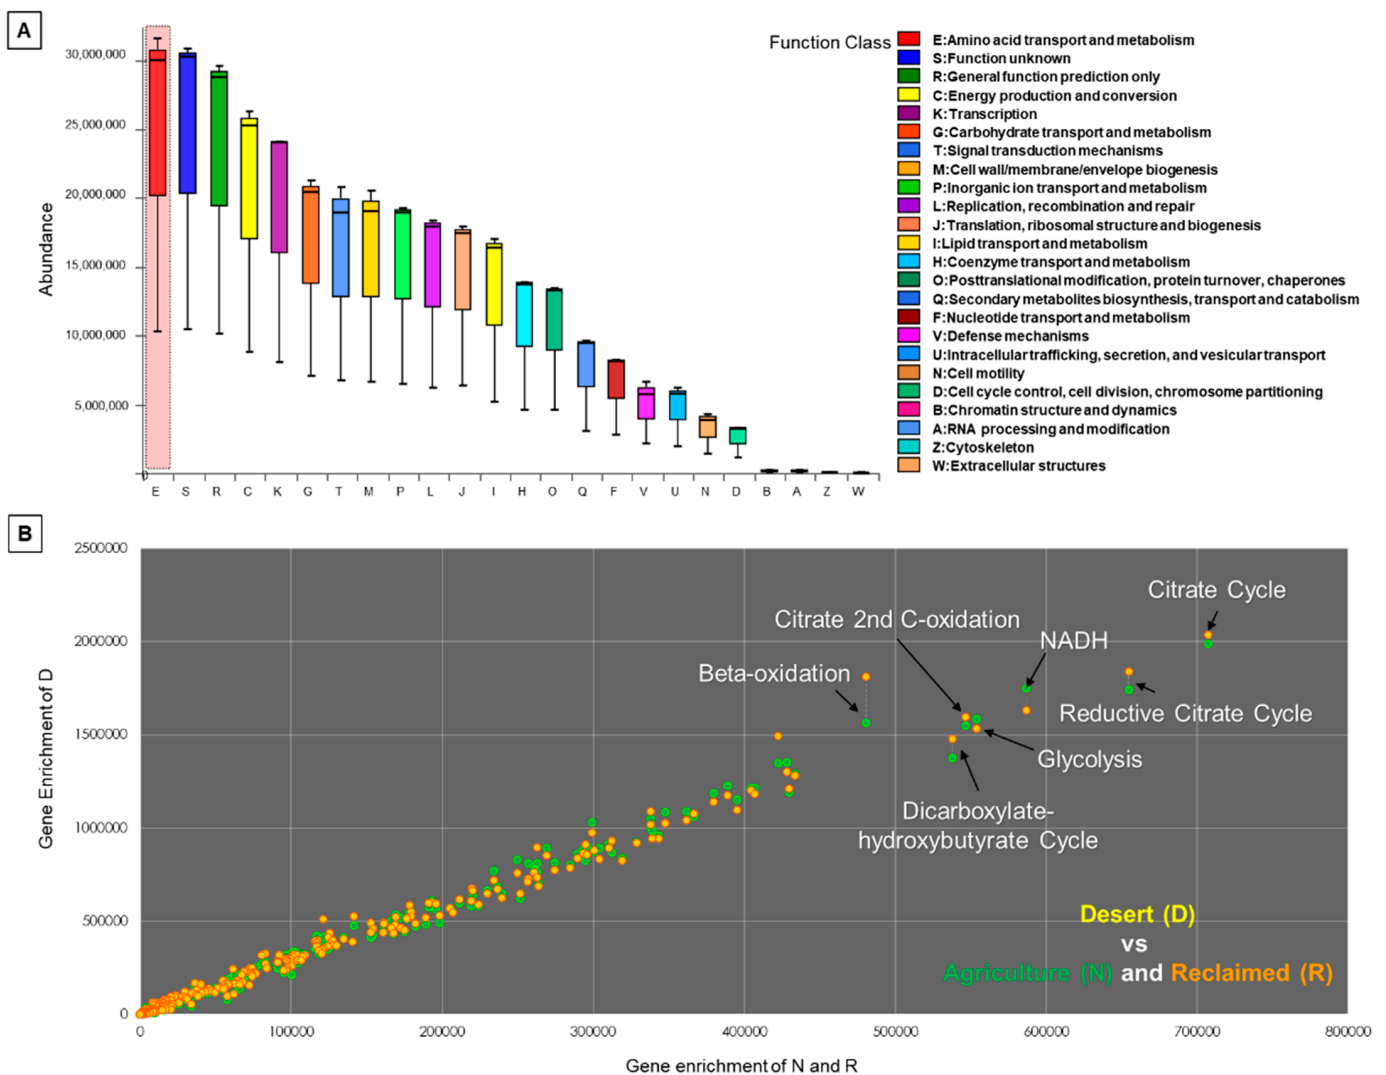 A
Function Class
E:Amino acid transport and metabolism
S:Function unknown
R:General function prediction only
C:Energy production and conversion
K:Transcription
G:Carbohydrate transport and metabolism
T:Signal transduction mechanisms
M:Cell wall/membrane/envelope biogenesis
P:Inorganic ion transport and metabolism
L:Replication, recombination and repair
J:Translation, ribosomal structure and biogenesis
I:Lipid transport and metabolism
H:Coenzyme transport and metabolism
O:Posttranslational modification, protein turnover, chaperones
Q:Secondary metabolites biosynthesis, transport and catabolism
F:Nucleotide transport and metabolism
V:Defense mechanisms
U:Intracellular trafficking, secretion, and vesicular transport
N:Cell motility
D:Cell cycle control, cell division, chromosome partitioning
B:Chromatin structure and dynamics
A:RNA processing and modification
Z:Cytoskeleton
W:Extracellular structures
Abundance
30,000,000
25,000,000
20,000,000
15,000,000
10,000,000
5,000,000
0
E S R C K G T M P L J I H O Q F V U N D B A Z W
B
Gene Enrichment of D
2500000
2000000
1500000
1000000
500000
0
Citrate Cycle
Citrate 2nd C-oxidation
NADH
Beta-oxidation
Reductive Citrate Cycle
Glycolysis
Dicarboxylate-
hydroxybutyrate Cycle
Desert (D)
vs
Agriculture (N) and Reclaimed (R)
0 100000 200000 300000 400000 500000 600000 700000 800000
Gene enrichment of N and R